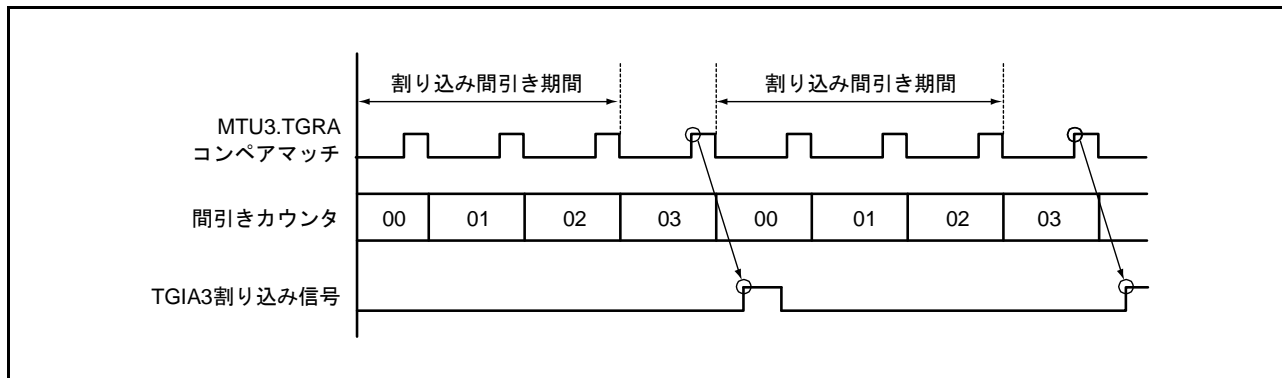 割り込み間引き期間 割り込み間引き期間
MTU3.TGRA
コンペアマッチ
間引きカウンタ 00 01 02 03 00 01 02 03
TGIA3割り込み信号